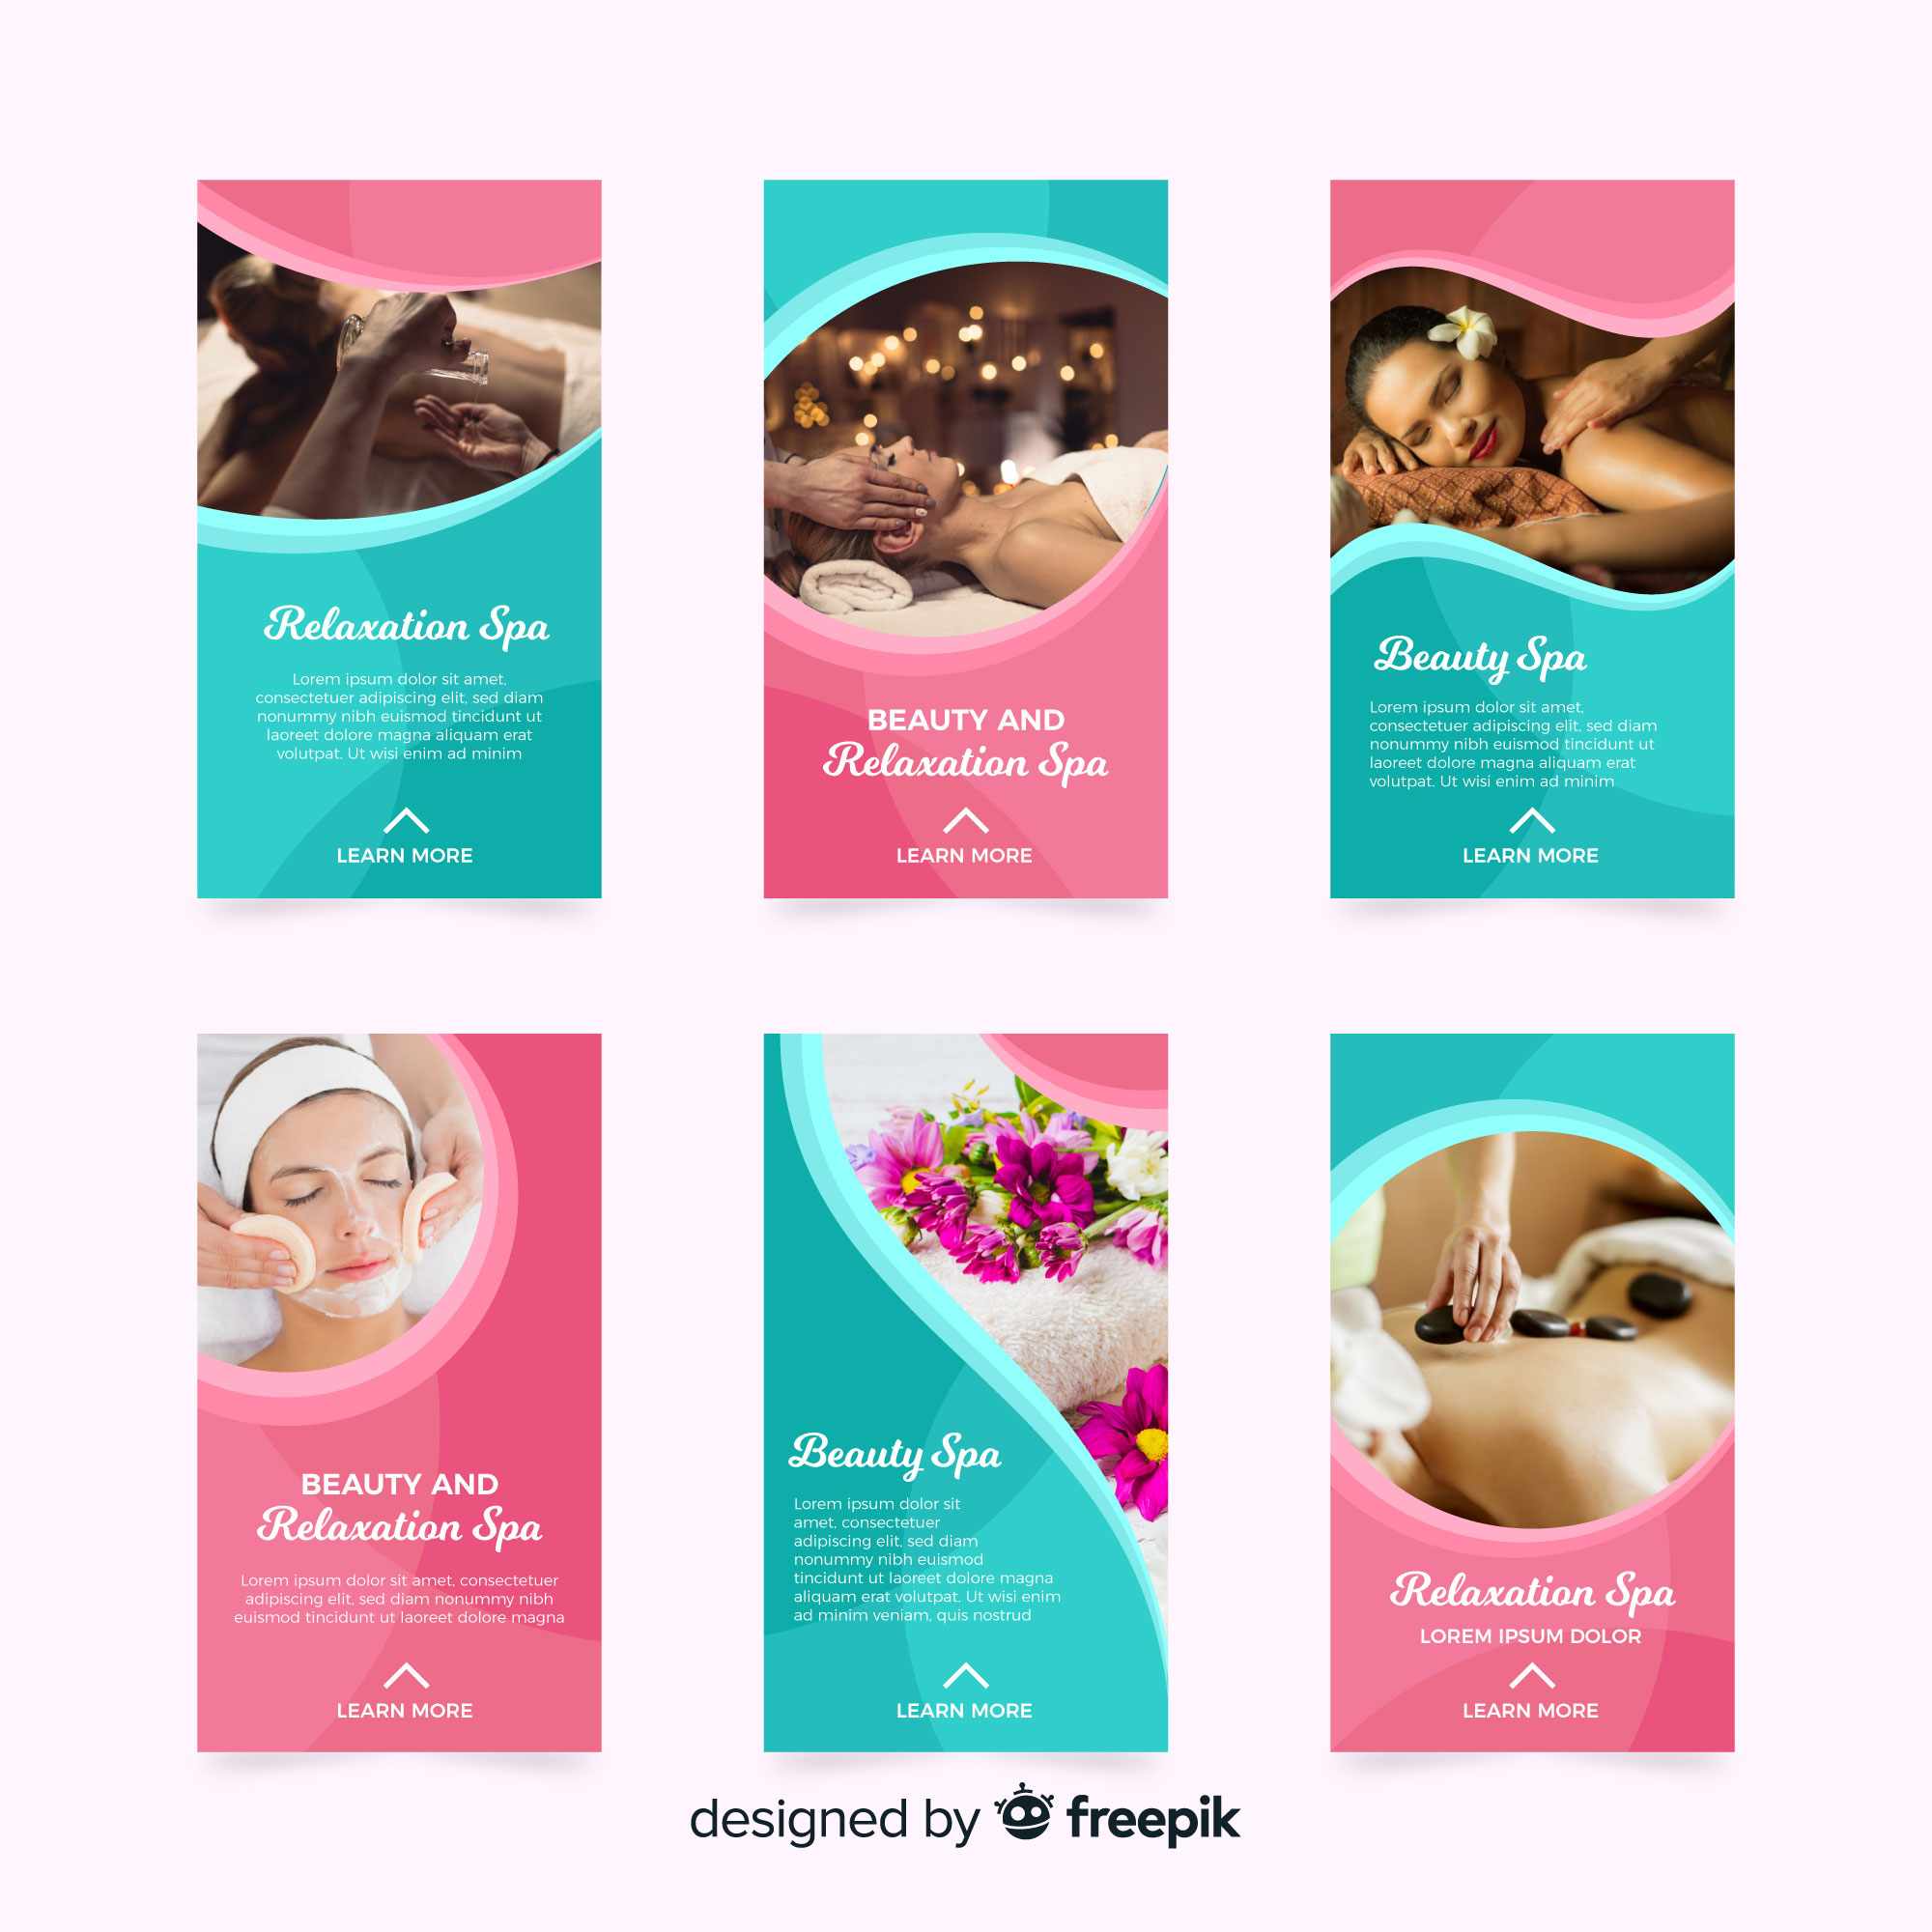 Relaxation Spa
Lorem ipsum dolor sit amet,
consectetuer adipiscing elit, sed diam
nonummy nibh euismod tincidunt ut
laoreet dolore magna aliquam erat
volutpat. Ut wisi enim ad minim
LEARN MORE
BEAUTY AND
Relaxation Spa
LEARN MORE
Beauty Spa
Lorem ipsum dolor sit amet,
consectetuer adipiscing elit, sed diam
nonummy nibh euismod tincidunt ut
laoreet dolore magna aliquam erat
volutpat. Ut wisi enim ad minim
LEARN MORE
BEAUTY AND
Relaxation Spa
Lorem ipsum dolor sit amet, consectetuer
adipiscing elit, sed diam nonummy nibh
euismod tincidunt ut laoreet dolore magna
LEARN MORE
Beauty Spa
Lorem ipsum dolor sit
amet, consectetuer
adipiscing elit, sed diam
nonummy nibh euismod
tincidunt ut laoreet dolore magna
aliquam erat volutpat. Ut wisi enim
ad minim veniam, quis nostrud
LEARN MORE
Relaxation Spa
LOREM IPSUM DOLOR
LEARN MORE
designed by freepik